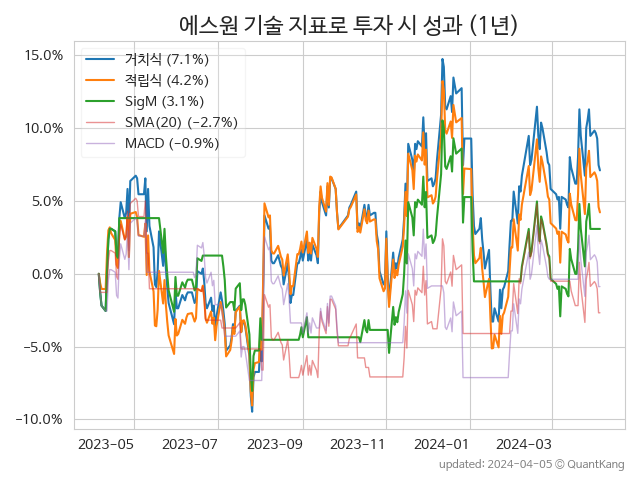 에스원 기술 지표로 투자 시 성과 (1년)
15.0%
10.0%
5.0%
0.0%
−5.0%
−10.0%
거치식 (7.1%)
적립식 (4.2%)
SigM (3.1%)
SMA(20) (−2.7%)
MACD (−0.9%)
2023-05 2023-07 2023-09 2023-11 2024-01 2024-03
updated: 2024-04-05 © QuantKang